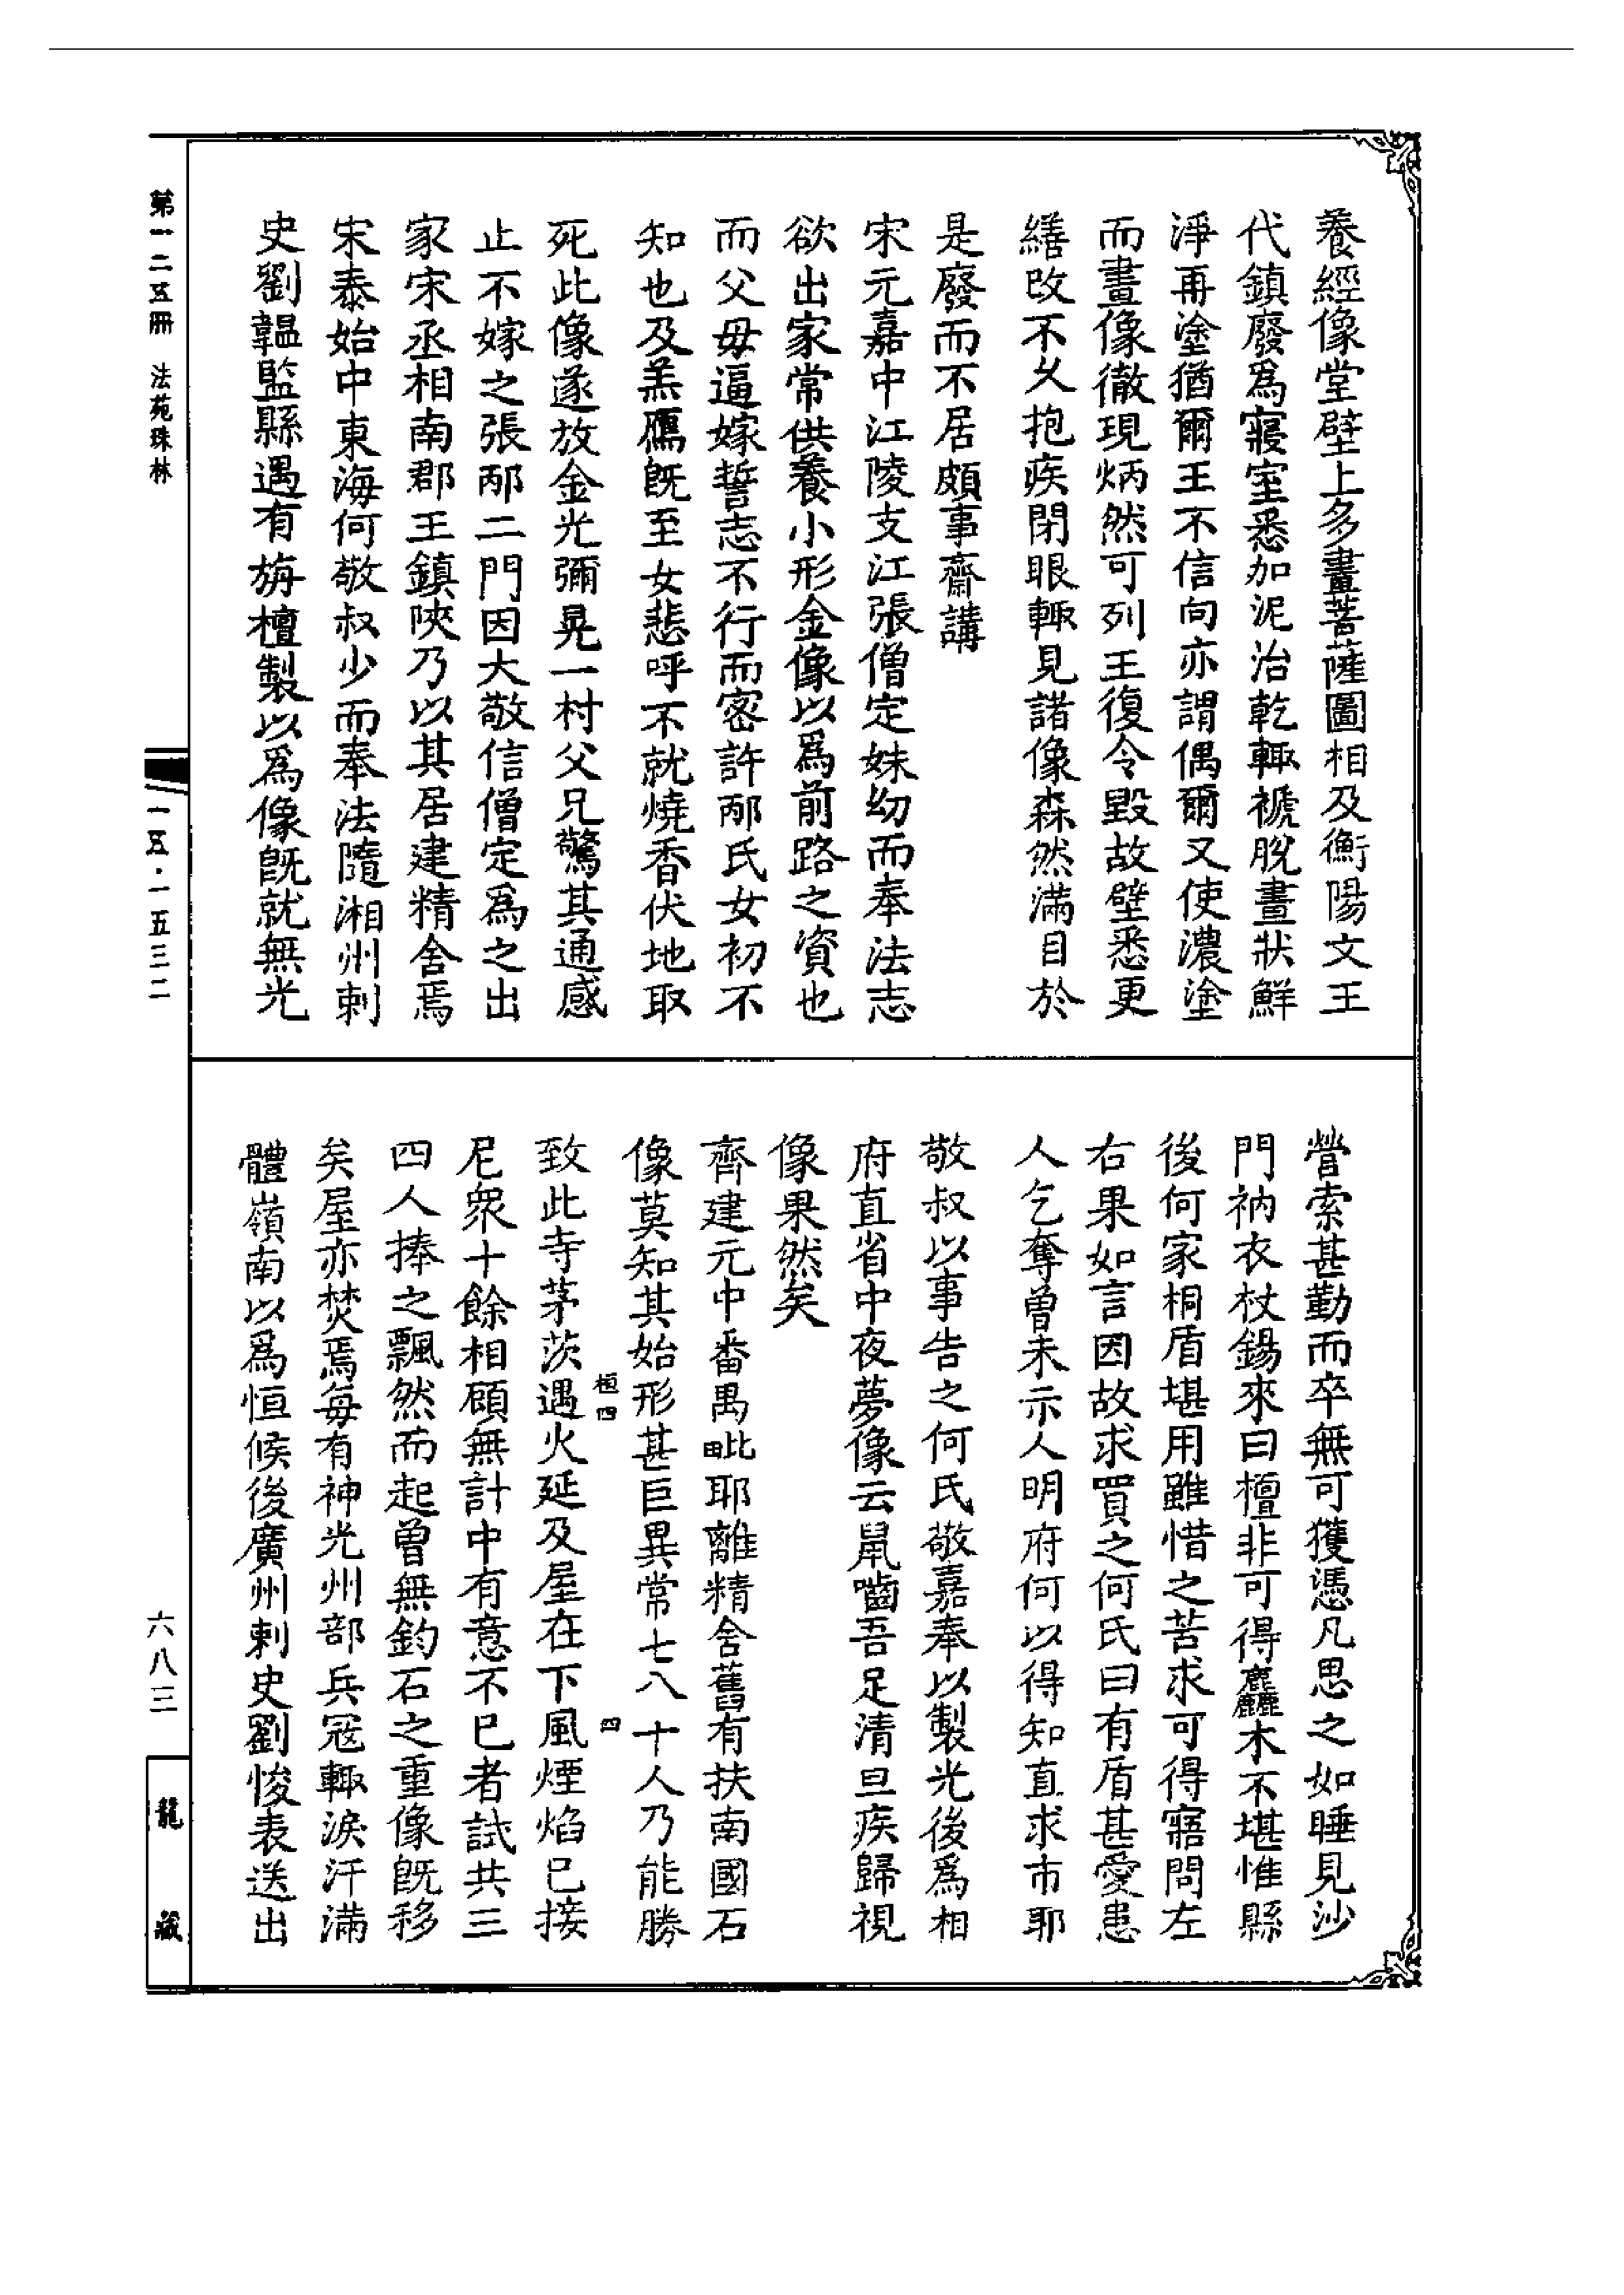 養經像堂壁上多畫菩薩圖相及衡陽文王
代鎮廢爲寢室悉加泥治乾輙褫脫畫狀鮮
淨再塗猶爾王不信向亦謂偶爾又使濃塗
而畫像徹現炳然可列王復令毀故壁悉更
繕改不久抱疾閉眼輙見諸像森然滿目於
是廢而不居頗事齋講
宋元嘉中江陵支江張僧定妹幼而奉法志
欲出家常供養小形金像以爲前路之資也
而父毋逼嫁誓志不行而密許邴氏女初不
知也及羔鴈旣至女悲呼不就燒香伏地取
死此像遂放金光彌晃一村父兄驚其通感
止不嫁之張邴二門因大敬信僧定爲之出
家宋丞相南郡王鎮陝乃以其居建精舍焉
宋泰始中東海何敬叔少而奉法隨湘州剌
史劉韞監縣遇有旃檀製以爲像旣就無光
營索甚勤而卒無可獲憑凡思之如睡見沙
門衲衣杖錫來曰檀非可得麤木不堪惟縣
後何家桐盾堪用雖惜之苦求可得寤問左
右果如言因故求買之何氏曰有盾甚愛患
人乞奪曾未示人明府何以得知直求市耶
敬叔以事告之何氏敬嘉奉以製光後爲相
府直省中夜夢像云鼠嚙吾足清旦疾歸視
像果然矣
齊建元中番禺毗耶離精舍舊有扶南國石
像莫知其始形甚巨異常七八十人乃能勝
致此寺茅茨遇火延及屋在下風煙焰已接
尼衆十餘相顧無計中有意不已者試共三
四人捧之飄然而起曾無鈞石之重像旣移
矣屋亦焚焉每有神光州部兵冦輙淚汗滿
體嶺南以爲恒候後廣州剌史劉悛表送出
桓四
四
第一二五冊 法苑珠林
一五·一五三二
六八三
龍藏